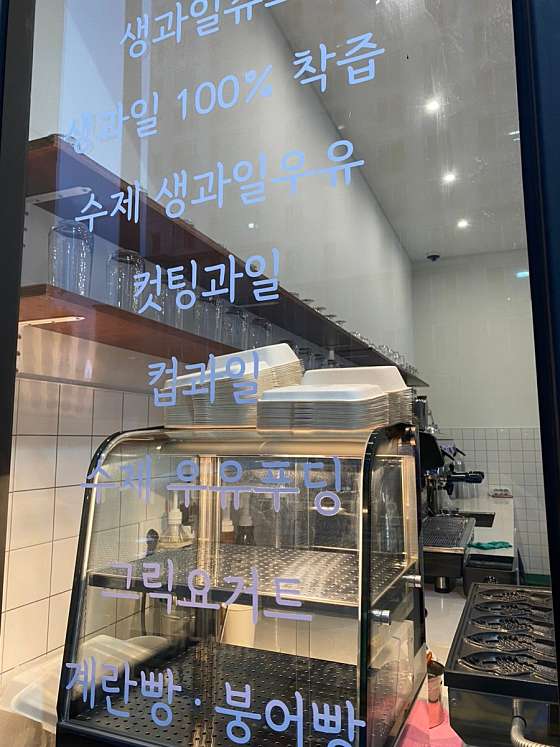 생과일 100% 착즙
수제 생과일우유
컷팅과일
컵과일
수제 우유푸딩
그릭요거트
계란빵 · 붕어빵